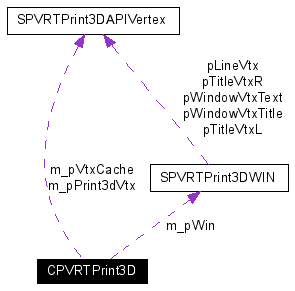 SPVRTPrint3DAPIVertex
pLineVtx
pTitleVtxR
pWindowVtxText
pWindowVtxTitle
pTitleVtxL
m_pVtxCache
m_pPrint3dVtx
SPVRTPrint3DWIN
m_pWin
CPVRTPrint3D